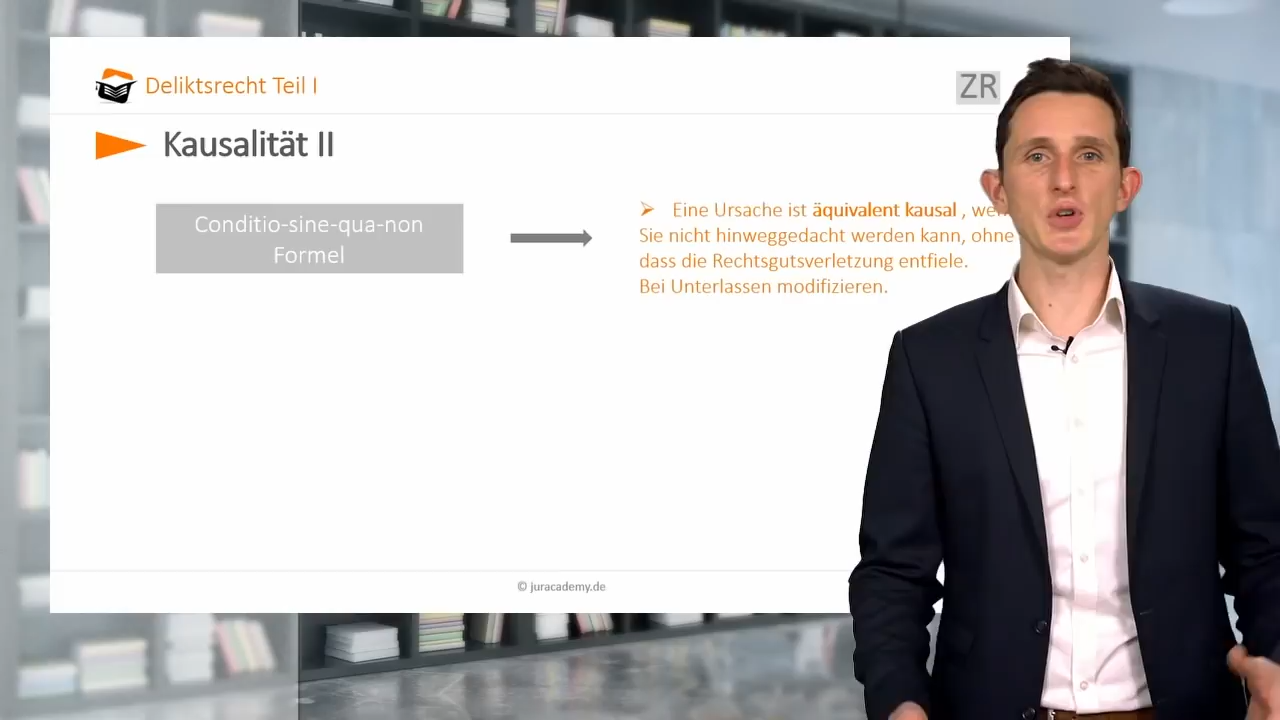 Deliktsrecht Teil I
ZR
Kausalität II
Conditio-sine-qua-non
Formel
Eine Ursache ist äquivalent kausal ,
Sie nicht hinweggedacht werden kann, ohne
dass die Rechtsgutsverletzung entfiele.
Bei Unterlassen modifizieren.
© juracademy.de